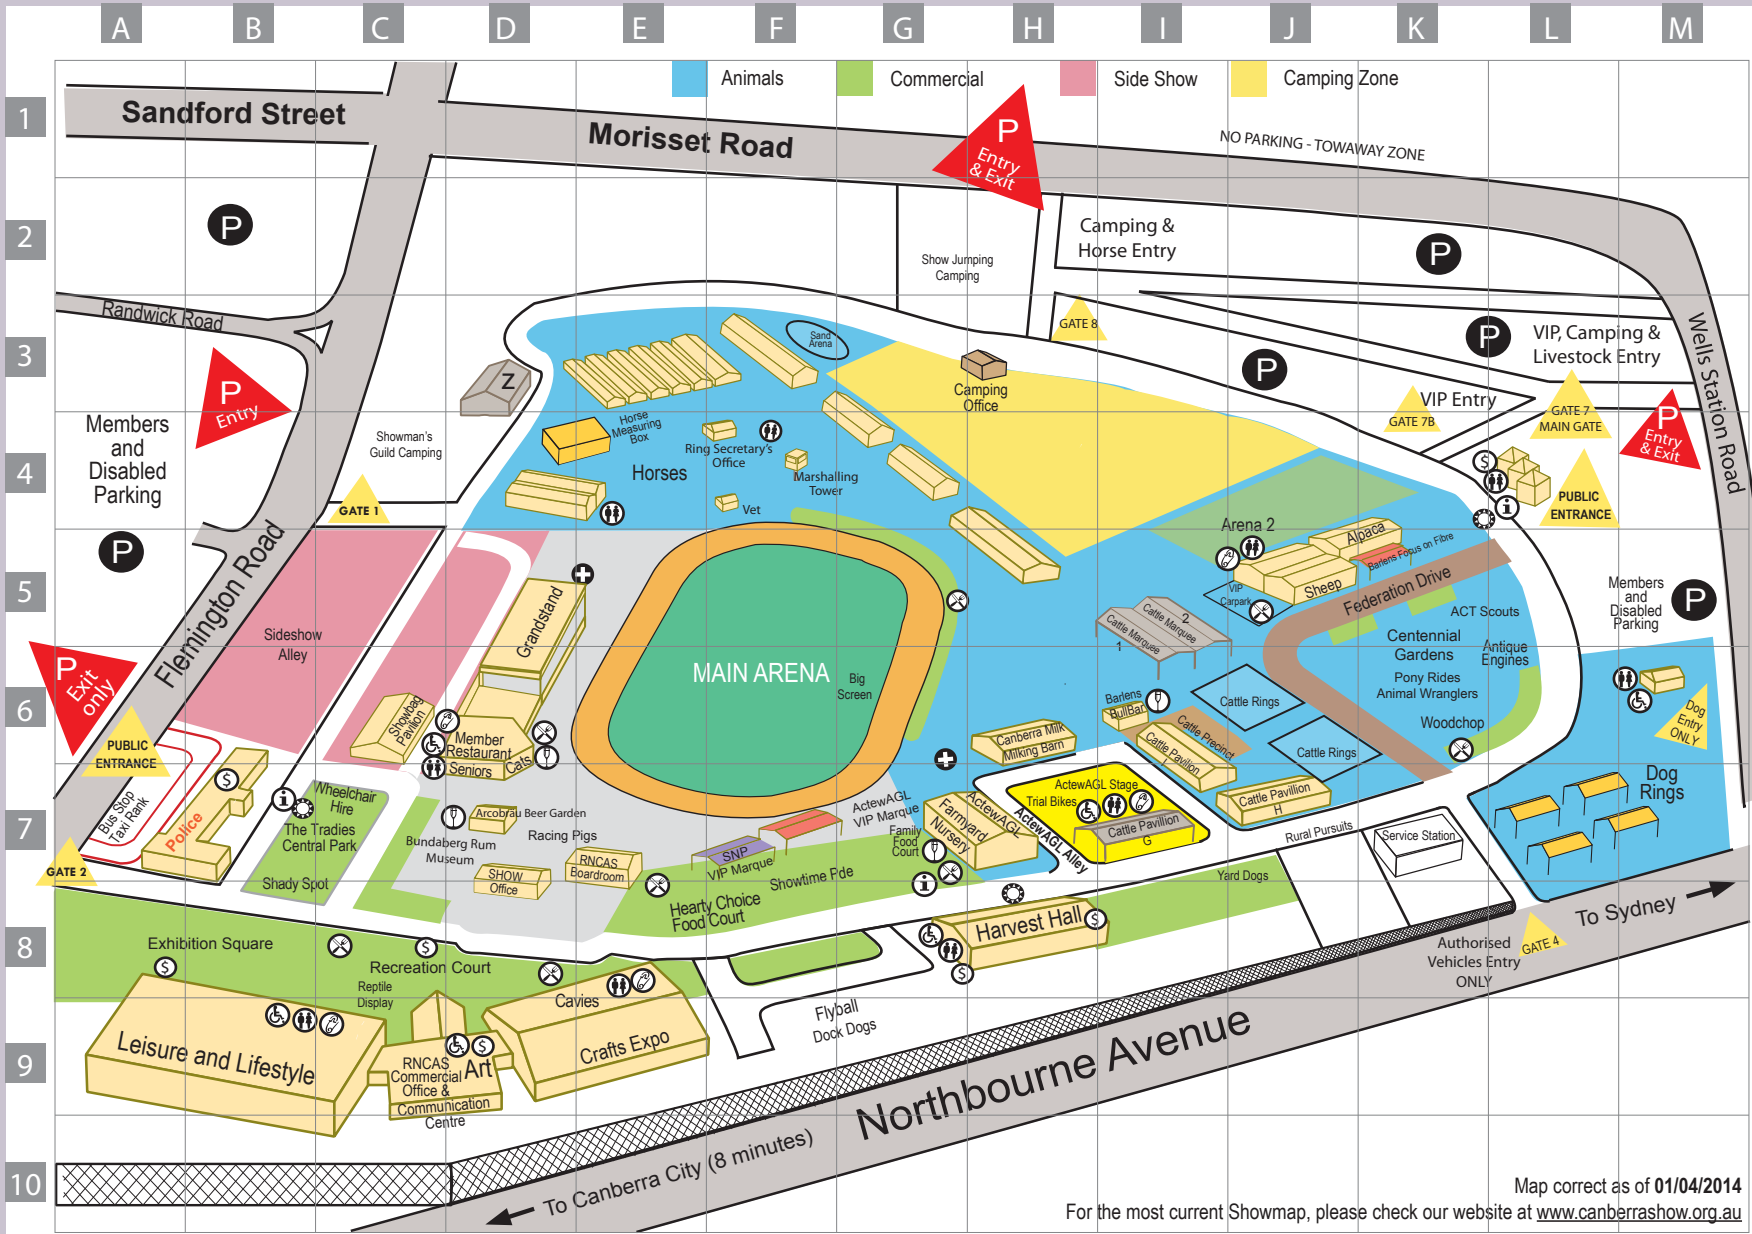 A B C D E F G H I J K L M
1
2
3
4
5
6
7
8
9
10
Animals
Commercial
Side Show
Camping Zone
Sandford Street
Morisset Road
P
Entry
& Exit
NO PARKING - TOWAWAY ZONE
P
Show Jumping
Camping
Camping &
Horse Entry
P
Randwick Road
P
Entry
Members
and
Disabled
Parking
P
Z
Showman's
Guild Camping
GATE 1
Sand
Arena
Horse
Measuring
Box
Horses
Ring Secretary's
Office
Marshalling
Tower
Vet
Camping
Office
GATE 8
P
P
VIP, Camping &
Livestock Entry
VIP Entry
GATE 7B
GATE 7
MAIN GATE
P
Entry
& Exit
Wells Station Road
$
i
PUBLIC
ENTRANCE
Flemington Road
Sideshow
Alley
P
Exit
only
PUBLIC
ENTRANCE
Grandstand
MAIN ARENA
Big
Screen
Arena 2
Alpaca
Barlens Focus on Fibre
Sheep
VIP
Carpark
Federation Drive
ACT Scouts
Centennial
Gardens
Antique
Engines
Pony Rides
Animal Wranglers
Woodchop
Members
and
Disabled
Parking
P
Cattle Marquee
2
Cattle Marquee
1
Cattle Rings
Cattle Rings
Barlens
BullBar
Cattle Precinct
Cattle Pavilion
I
Cattle Pavillion
H
Canberra Milk
Milking Barn
Dog
Entry
ONLY
Dog
Rings
Showbag
Pavilion
Member
Restaurant
Seniors
Cats
Bus Stop
Taxi Rank
Police
$
i
GATE 2
Wheelchair
Hire
The Tradies
Central Park
Shady Spot
Arcobrau Beer Garden
Bundaberg Rum
Museum
Racing Pigs
SHOW
Office
RNCAS
Boardroom
SNP
VIP Marque
ActewAGL
VIP Marque
Family
Food
Court
i
ActewAGL
Farmyard
Nursery
ActewAGL Stage
Trial Bikes
Cattle Pavillion
G
ActewAGL Alley
Rural Pursuits
Service Station
Yard Dogs
Showtime Pde
Hearty Choice
Food Court
Harvest Hall
$
$
Exhibition Square
$
$
Recreation Court
Reptile
Display
Cavies
Leisure and Lifestyle
RNCAS
Commercial
Office &
Communication
Centre
Art
$
Crafts Expo
Flyball
Dock Dogs
Northbourne Avenue
To Sydney
GATE 4
Authorised
Vehicles Entry
ONLY
To Canberra City (8 minutes)
Map correct as of 01/04/2014
For the most current Showmap, please check our website at www.canberrashow.org.au